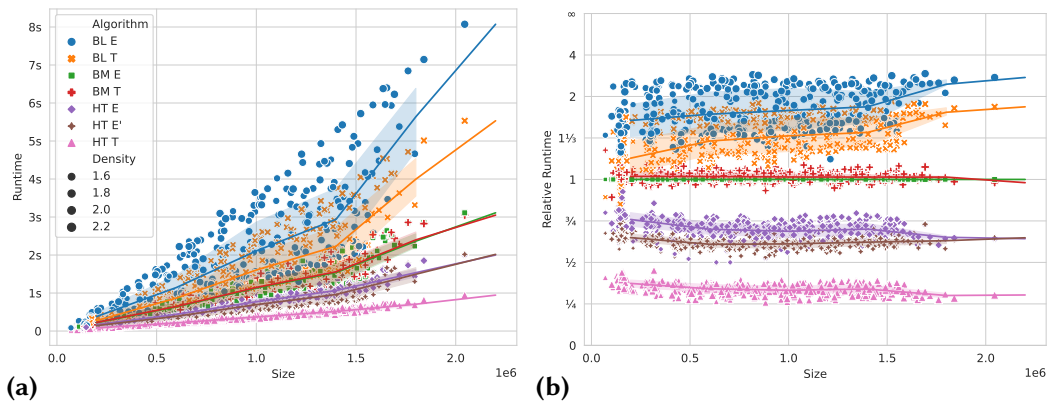 8s
7s
6s
5s
4s
3s
2s
1s
0
Runtime
Algorithm
BL E
BL T
BM E
BM T
HT E
HT E'
HT T
Density
1.6
1.8
2.0
2.2
0.0
0.5
1.0
1.5
2.0
1e6
Size
(a)
∞
4
2
1⅓
1
¾
½
¼
0
Relative Runtime
0.0
0.5
1.0
1.5
2.0
1e6
Size
(b)